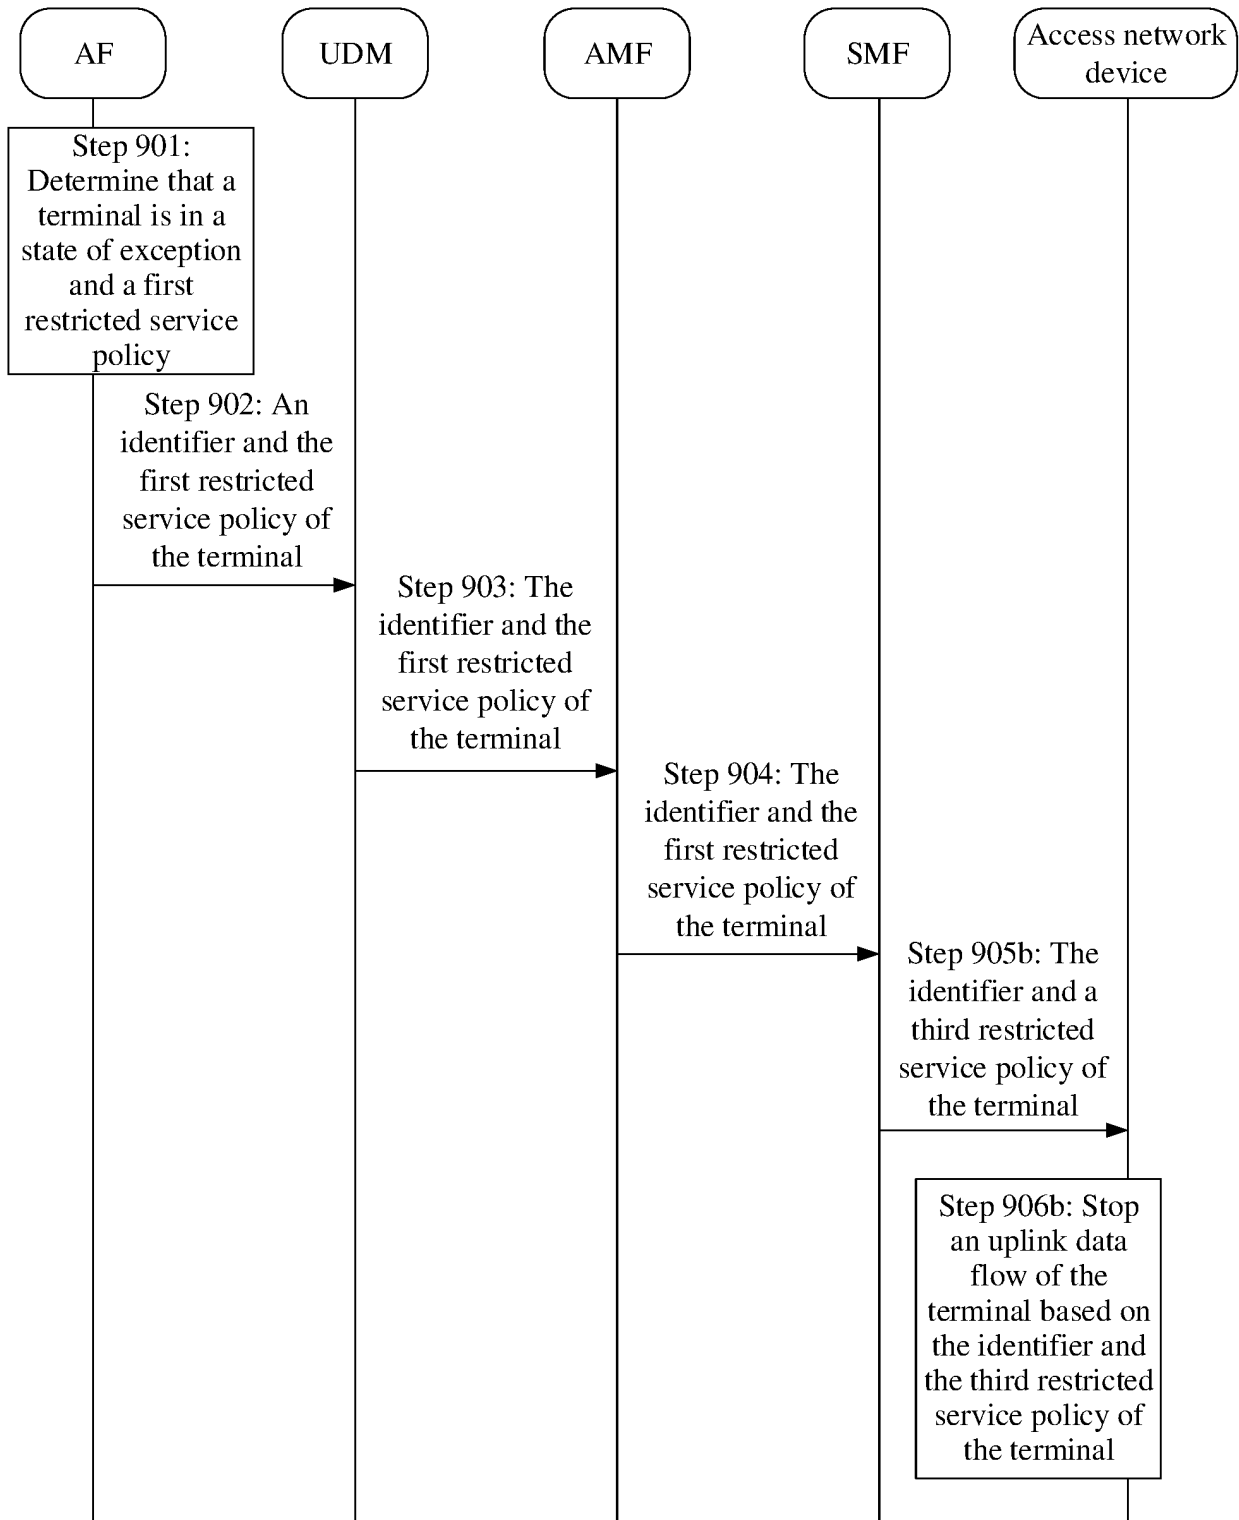 AF
UDM
AMF
SMF
Access network
device
Step 901:
Determine that a
terminal is in a
state of exception
and a first
restricted service
policy
Step 902: An
identifier and the
first restricted
service policy of
the terminal
Step 903: The
identifier and the
first restricted
service policy of
the terminal
Step 904: The
identifier and the
first restricted
service policy of
the terminal
Step 905b: The
identifier and a
third restricted
service policy of
the terminal
Step 906b: Stop
an uplink data
flow of the
terminal based on
the identifier and
the third restricted
service policy of
the terminal